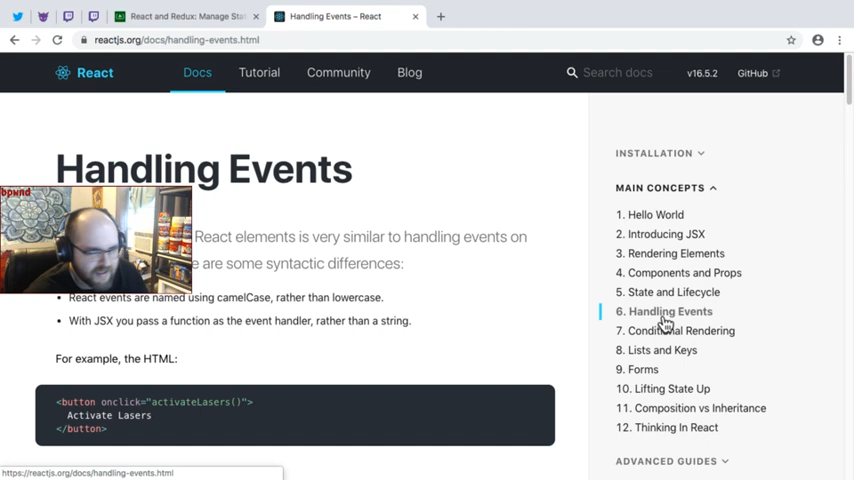 React and Redux: Manage Stat
Handling Events – React
reactjs.org/docs/handling-events.html
React
Docs
Tutorial
Community
Blog
Search docs
v16.5.2
GitHub
Handling Events
bpwnd
React elements is very similar to handling events on
e are some syntactic differences:
React events are named using camelCase, rather than lowercase.
With JSX you pass a function as the event handler, rather than a string.
For example, the HTML:
<button onclick="activateLasers()">
Activate Lasers
</button>
INSTALLATION
MAIN CONCEPTS
1. Hello World
2. Introducing JSX
3. Rendering Elements
4. Components and Props
5. State and Lifecycle
6. Handling Events
7. Conditional Rendering
8. Lists and Keys
9. Forms
10. Lifting State Up
11. Composition vs Inheritance
12. Thinking In React
ADVANCED GUIDES
https://reactjs.org/docs/handling-events.html